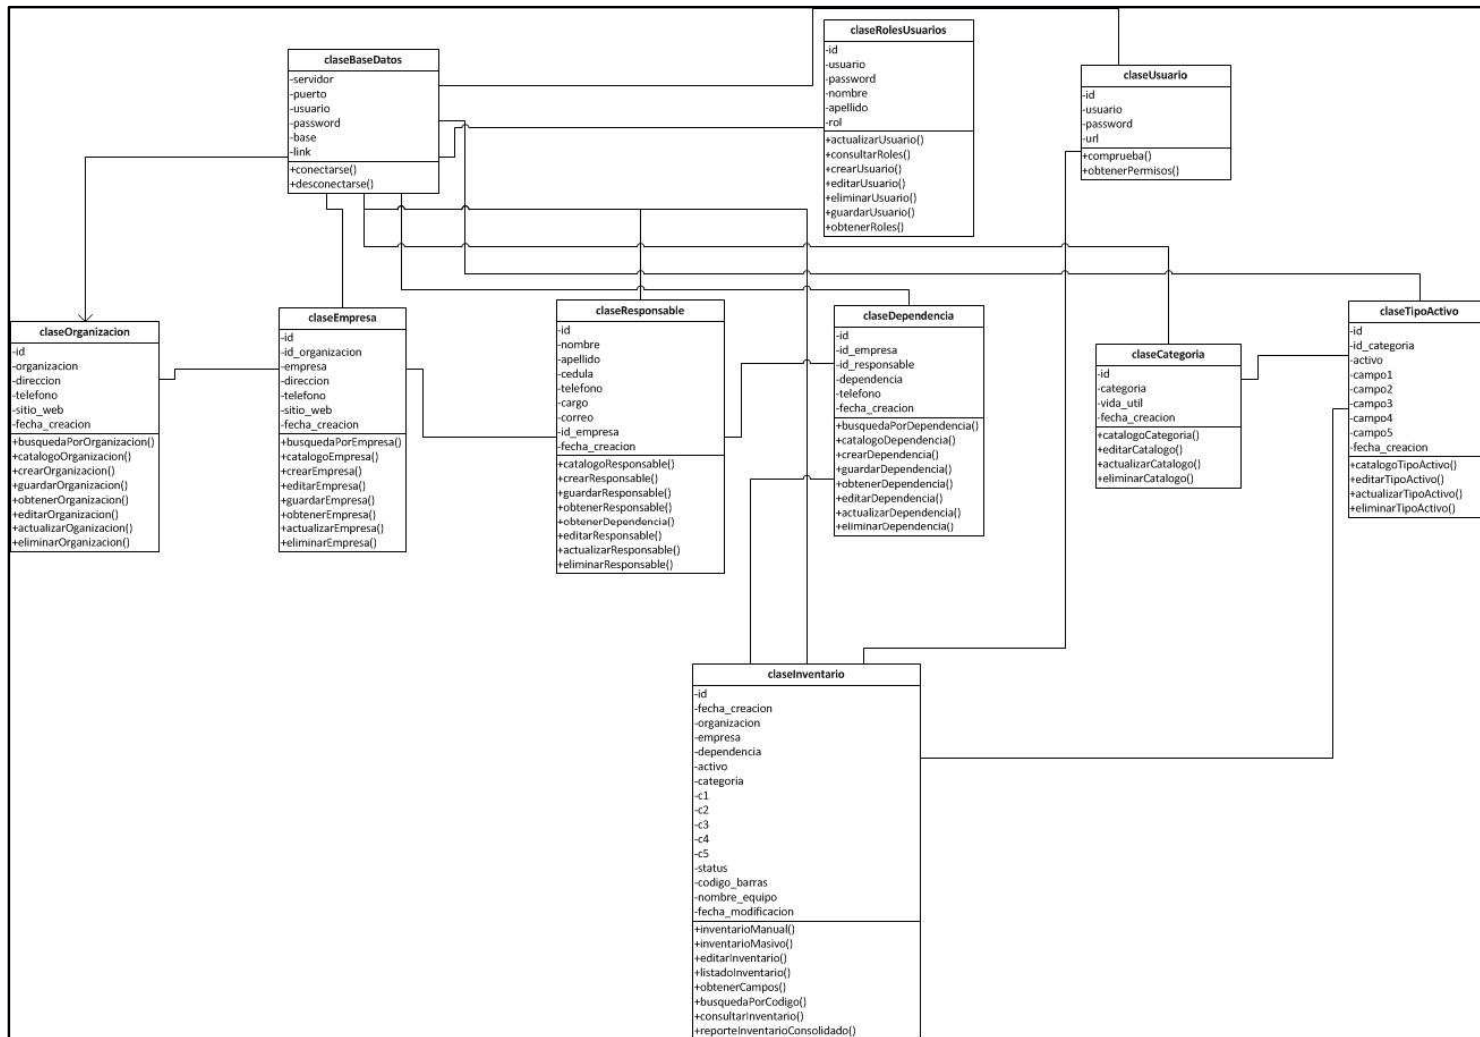 claseBaseDatos
-servidor
-puerto
-usuario
-password
-base
-link
+conectarse()
+desconectarse()
claseRolesUsuarios
-id
-usuario
-password
-nombre
-apellido
-rol
+actualizarUsuario()
+consultarRoles()
+crearUsuario()
+editarUsuario()
+eliminarUsuario()
+guardarUsuario()
+obtenerRoles()
claseUsuario
-id
-usuario
-password
-url
+comprueba()
+obtenerPermisos()
claseOrganizacion
-id
-organizacion
-direccion
-telefono
-sitio_web
-fecha_creacion
+busquedaPorOrganizacion()
+catalogoOrganizacion()
+crearOrganizacion()
+guardarOrganizacion()
+obtenerOrganizacion()
+editarOrganizacion()
+actualizarOganizacion()
+eliminarOrganizacion()
claseEmpresa
-id
-id_organizacion
-empresa
-direccion
-telefono
-sitio_web
-fecha_creacion
+busquedaPorEmpresa()
+catalogoEmpresa()
+crearEmpresa()
+editarEmpresa()
+guardarEmpresa()
+obtenerEmpresa()
+actualizarEmpresa()
+eliminarEmpresa()
claseResponsable
-id
-nombre
-apellido
-cedula
-telefono
-cargo
-correo
-id_empresa
-fecha_creacion
+catalogoResponsable()
+crearResponsable()
+guardarResponsable()
+obtenerResponsable()
+obtenerDependencia()
+editarResponsable()
+actualizarResponsable()
+eliminarResponsable()
claseDependencia
-id
-id_empresa
-id_responsable
-dependencia
-telefono
-fecha_creacion
+busquedaPorDependencia()
+catalogoDependencia()
+crearDependencia()
+guardarDependencia()
+obtenerDependencia()
+editarDependencia()
+actualizarDependencia()
+eliminarDependencia()
claseCategoria
-id
-categoria
-vida_util
-fecha_creacion
+catalogoCategoria()
+editarCatalogo()
+actualizarCatalogo()
+eliminarCatalogo()
claseTipoActivo
-id
-id_categoria
-activo
-campo1
-campo2
-campo3
-campo4
-campo5
-fecha_creacion
+catalogoTipoActivo()
+editarTipoActivo()
+actualizarTipoActivo()
+eliminarTipoActivo()
claseInventario
-id
-fecha_creacion
-organizacion
-empresa
-dependencia
-activo
-categoria
-c1
-c2
-c3
-c4
-c5
-status
-codigo_barras
-nombre_equipo
-fecha_modificacion
+inventarioManual()
+inventarioMasivo()
+editarInventario()
+listadoInventario()
+obtenerCampos()
+busquedaPorCodigo()
+consultarInventario()
+reporteInventarioConsolidado()